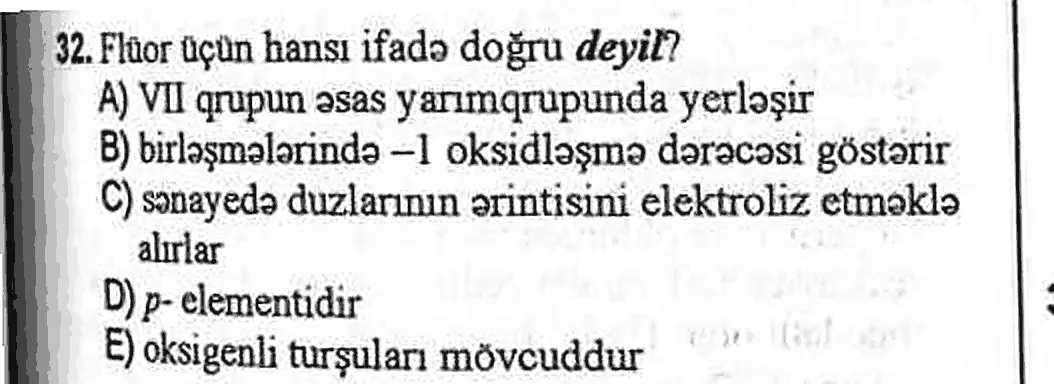 32. Flüor üçün hansı ifadə doğru deyil?
A) VII qrupun əsas yarımqrupunda yerləşir
B) birləşmələrində –1 oksidləşmə dərəcəsi göstərir
C) sənayedə duzlarının ərintisini elektroliz etməklə
alırlar
D) p- elementidir
E) oksigenli turşuları mövcuddur